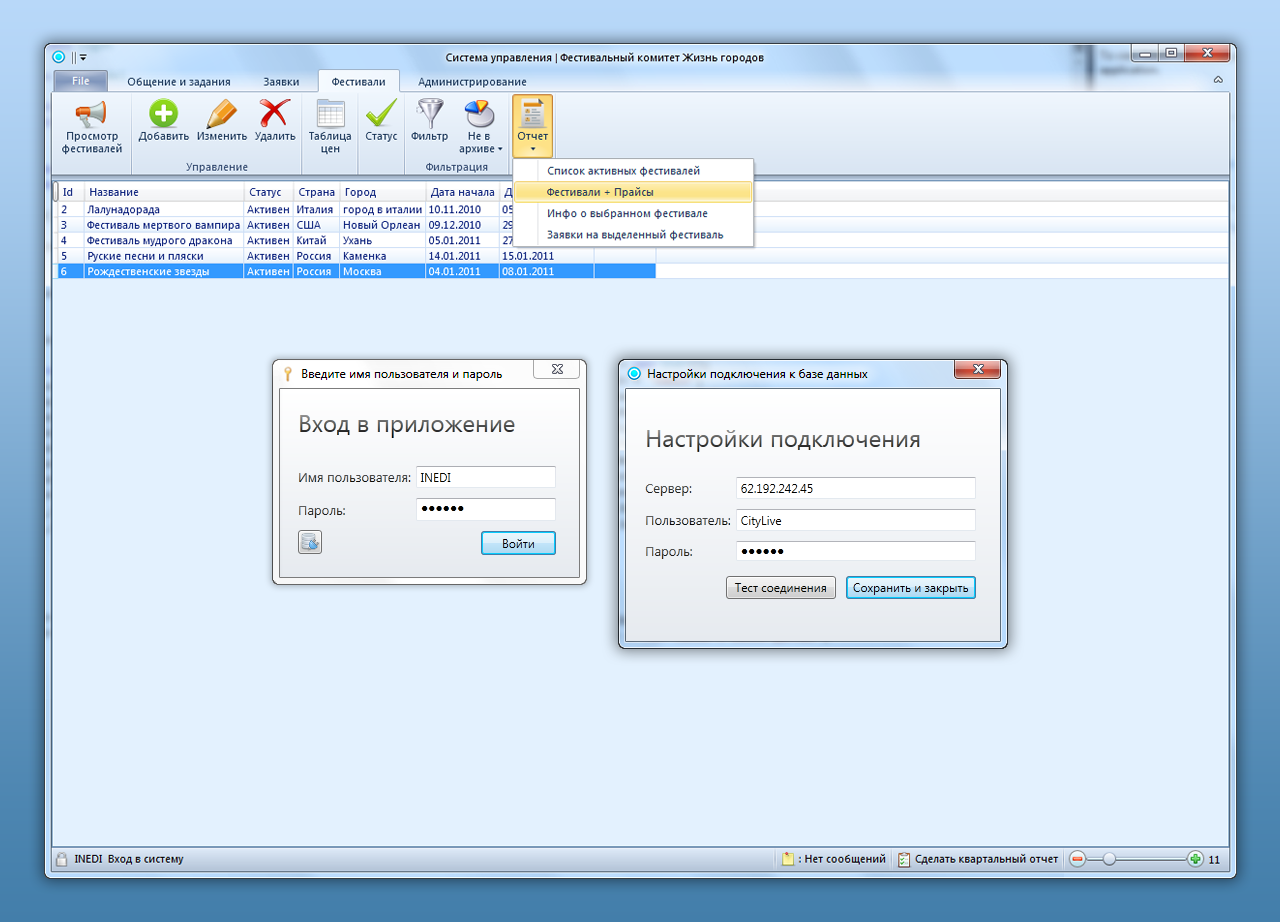 Система управления | Фестивальный комитет Жизнь городов
File Общение и задания Заявки Фестивали Администрирование
Просмотр фестивалей Добавить Изменить Удалить Таблица цен Статус Фильтр Не в архиве Отчет
Управление Фильтрация
Список активных фестивалей
Фестивали + Прайсы
Инфо о выбранном фестивале
Заявки на выделенный фестиваль
Id Название Статус Страна Город Дата начала
2 Лалунадорада Активен Италия город в италии 10.11.2010
3 Фестиваль мертвого вампира Активен США Новый Орлеан 09.12.2010
4 Фестиваль мудрого дракона Активен Китай Ухань 05.01.2011
5 Руские песни и пляски Активен Россия Каменка 14.01.2011 15.01.2011
6 Рождественские звезды Активен Россия Москва 04.01.2011 08.01.2011
Введите имя пользователя и пароль
Вход в приложение
Имя пользователя: INEDI
Пароль: ••••••
Войти
Настройки подключения к базе данных
Настройки подключения
Сервер: 62.192.242.45
Пользователь: CityLive
Пароль: ••••••
Тест соединения Сохранить и закрыть
INEDI Вход в систему : Нет сообщений Сделать квартальный отчет 11